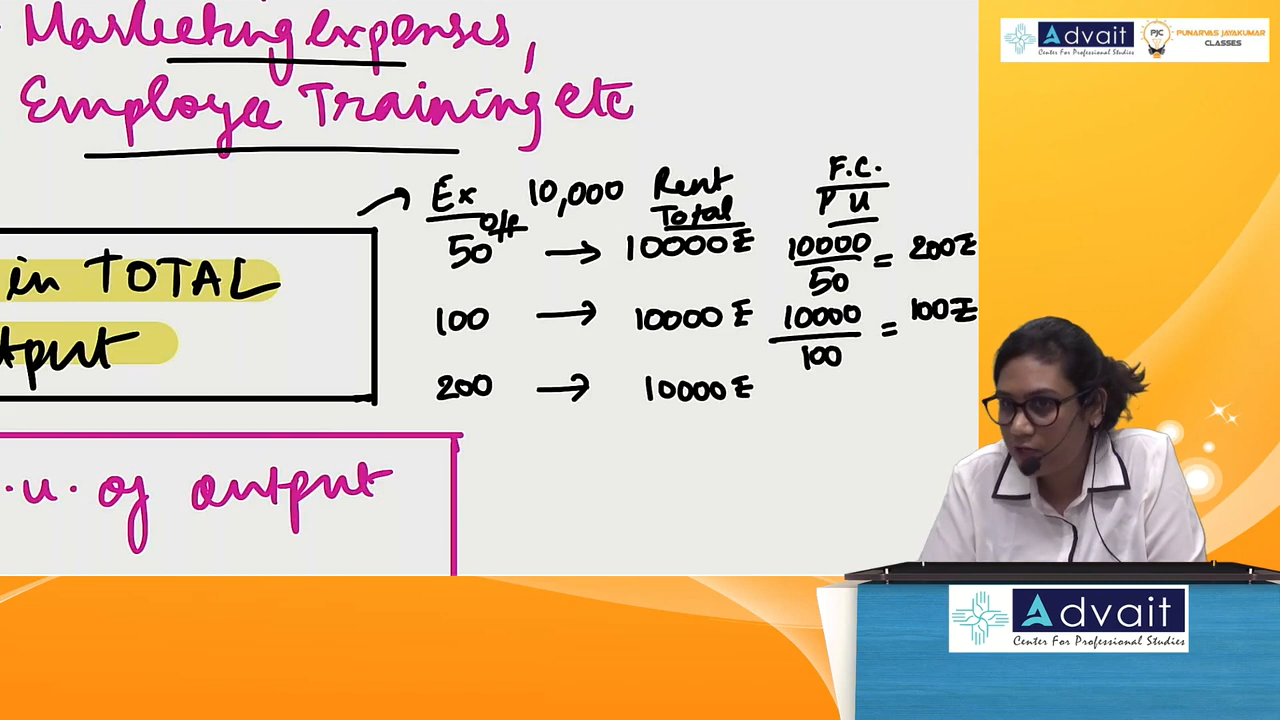 Marketing expenses,
Employee Training etc
Ex 10,000 Rent Total F.C. P U
O/P
50 → 10000 ₹ 10000/50 = 200 ₹
100 → 10000 ₹ 10000/100 = 100 ₹
200 → 10000 ₹
in TOTAL
.u. of output
Advait
Center For Professional Studies
PJC
PUNARVAS JAYAKUMAR
CLASSES
Advait
Center For Professional Studies